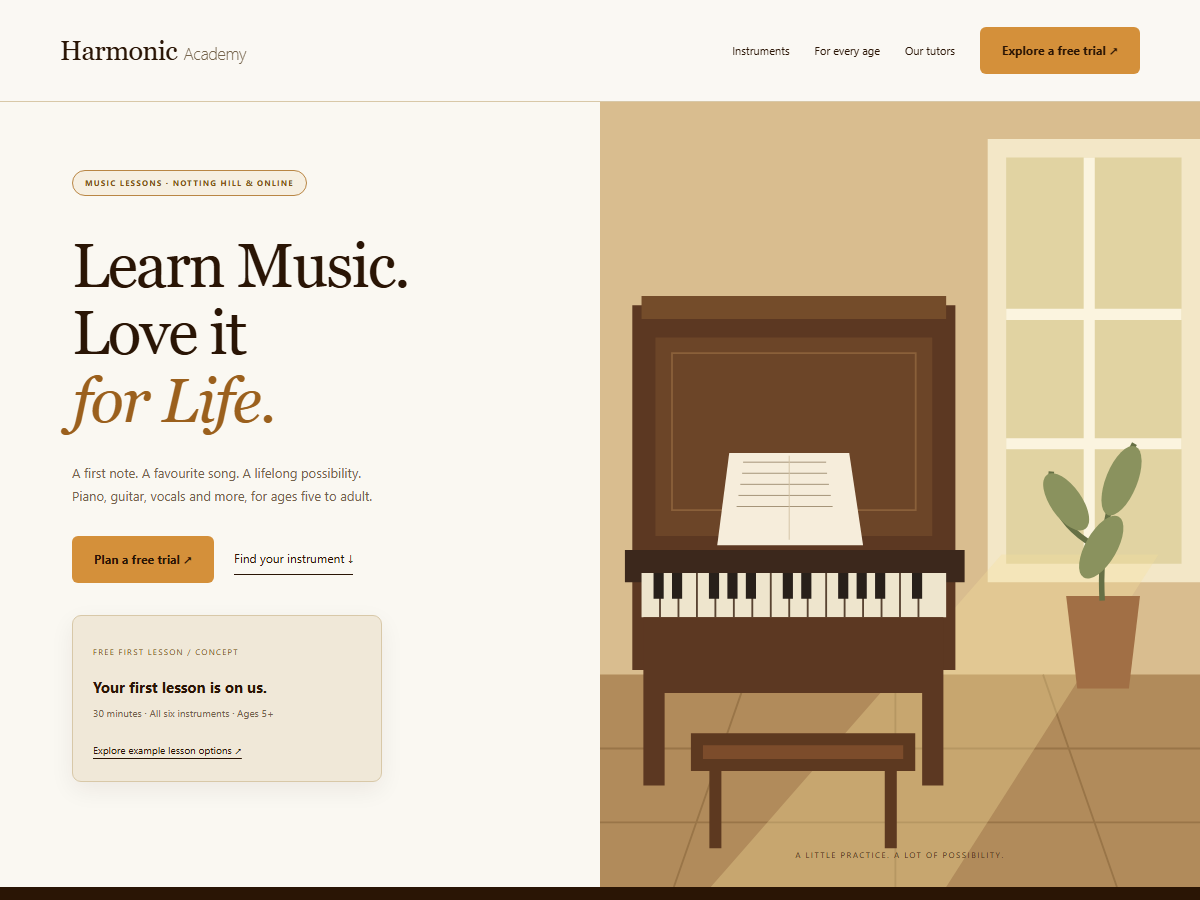 Harmonic Academy
Instruments
For every age
Our tutors
Explore a free trial ↗
MUSIC LESSONS · NOTTING HILL & ONLINE
Learn Music.
Love it
for Life.
A first note. A favourite song. A lifelong possibility.
Piano, guitar, vocals and more, for ages five to adult.
Plan a free trial ↗
Find your instrument ↓
FREE FIRST LESSON / CONCEPT
Your first lesson is on us.
30 minutes · All six instruments · Ages 5+
Explore example lesson options ↗
A LITTLE PRACTICE. A LOT OF POSSIBILITY.